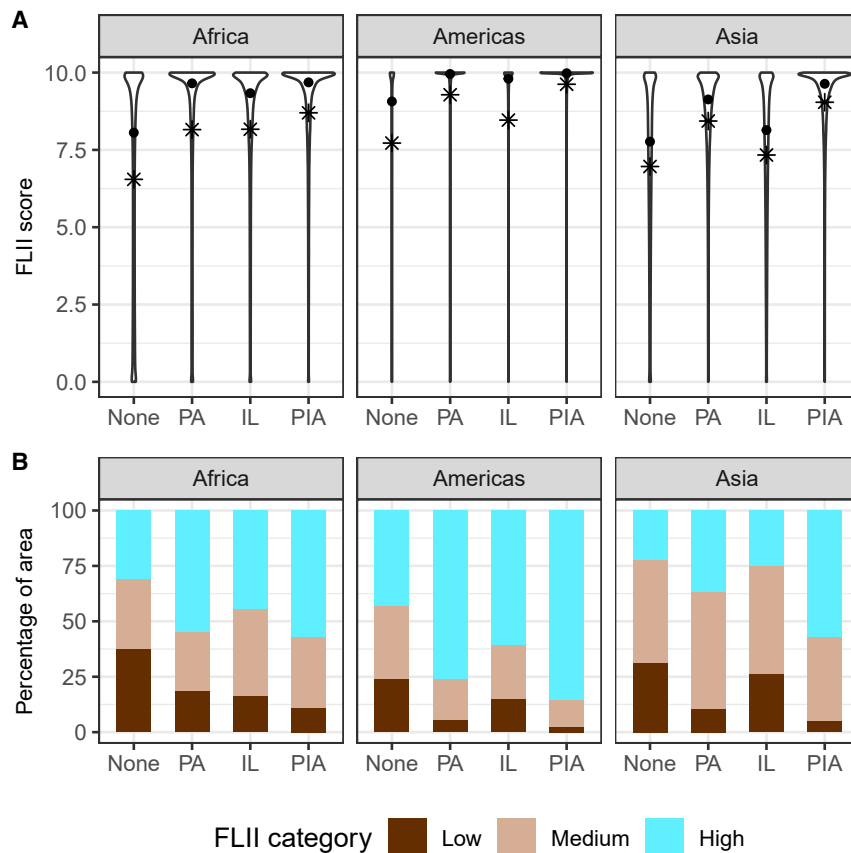 A
Africa Americas Asia
10.0
7.5
5.0
2.5
0.0
FLII score
None PA IL PIA None PA IL PIA None PA IL PIA
B
Africa Americas Asia
100
75
50
25
0
Percentage of area
None PA IL PIA None PA IL PIA None PA IL PIA
FLII category Low Medium High